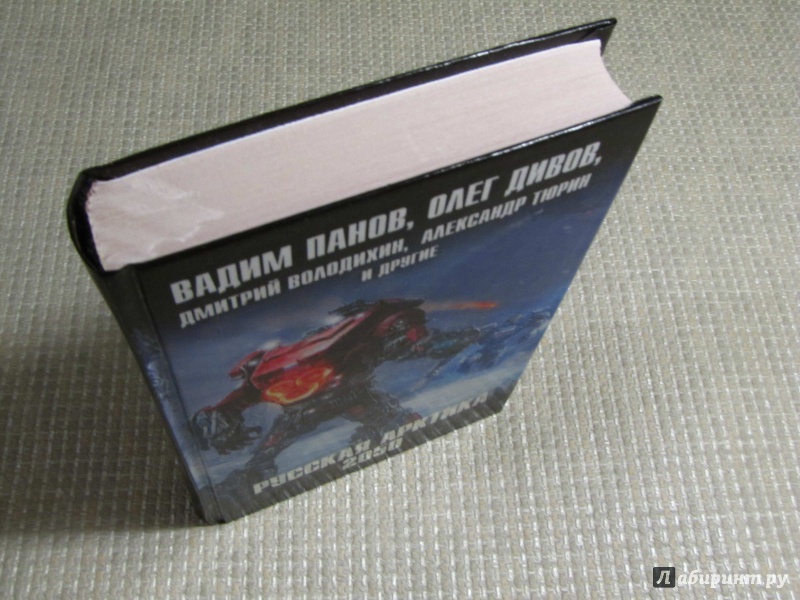 ВАДИМ ПАНОВ, ОЛЕГ ДИВОВ,
ДМИТРИЙ ВОЛОДИХИН, АЛЕКСАНДР ТЮРИН
И ДРУГИЕ
РУССКАЯ АРКТИКА
2050
Лабиринт.ру